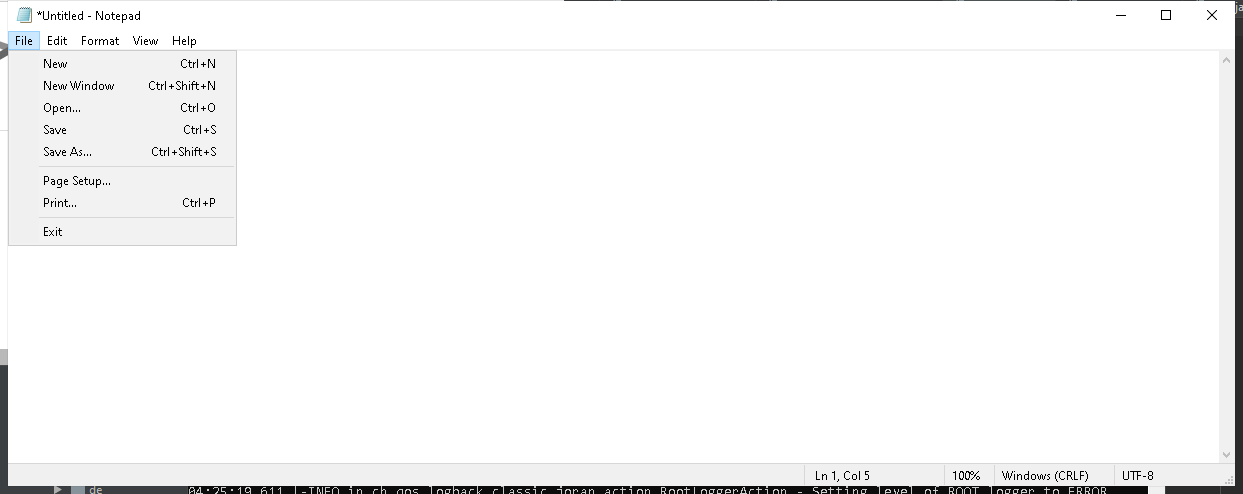 *Untitled - Notepad
File Edit Format View Help
New Ctrl+N
New Window Ctrl+Shift+N
Open... Ctrl+O
Save Ctrl+S
Save As... Ctrl+Shift+S
Page Setup...
Print... Ctrl+P
Exit
Ln 1, Col 5 100% Windows (CRLF) UTF-8
de 04:25:19,611 |-INFO in ch.qos.logback.classic.joran.action.RootLoggerAction - Setting level of ROOT logger to ERROR